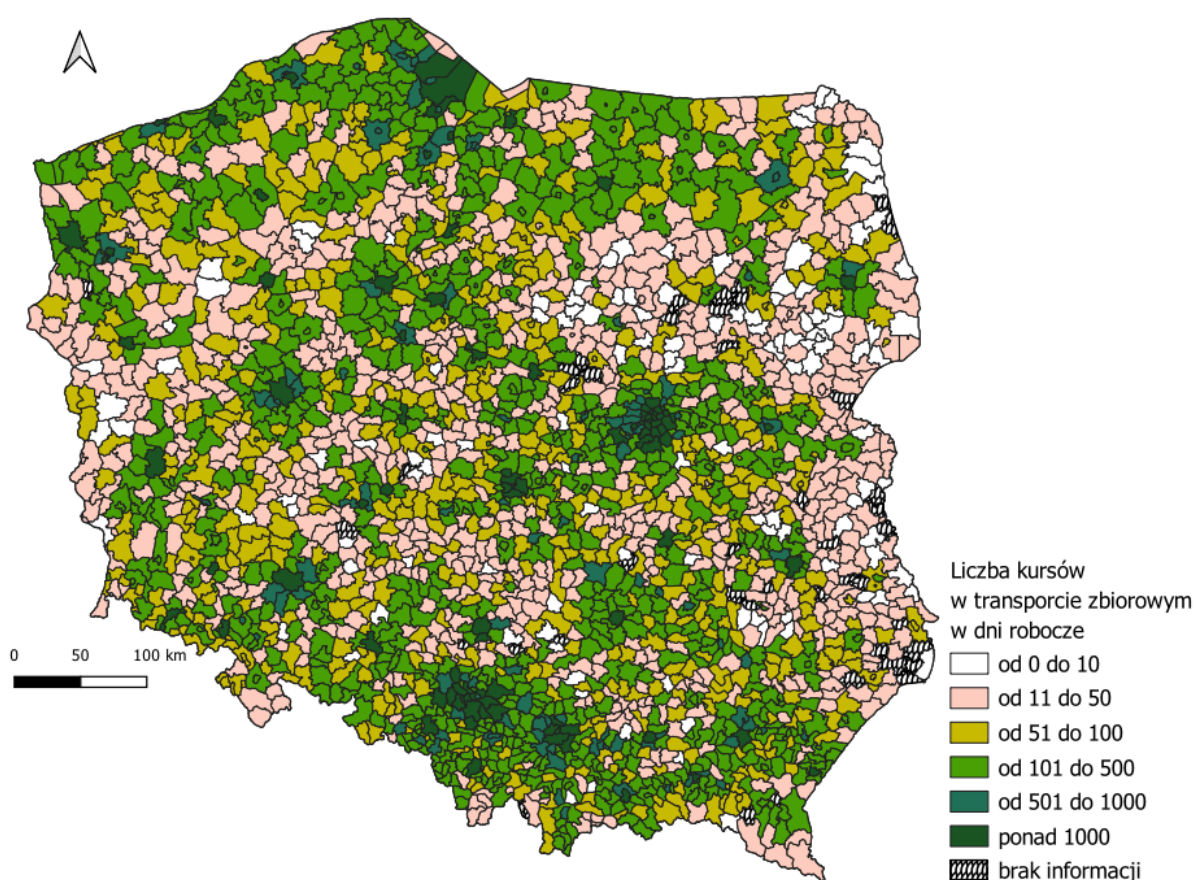 0 50 100 km
Liczba kursów
w transporcie zbiorowym
w dni robocze
od 0 do 10
od 11 do 50
od 51 do 100
od 101 do 500
od 501 do 1000
ponad 1000
brak informacji